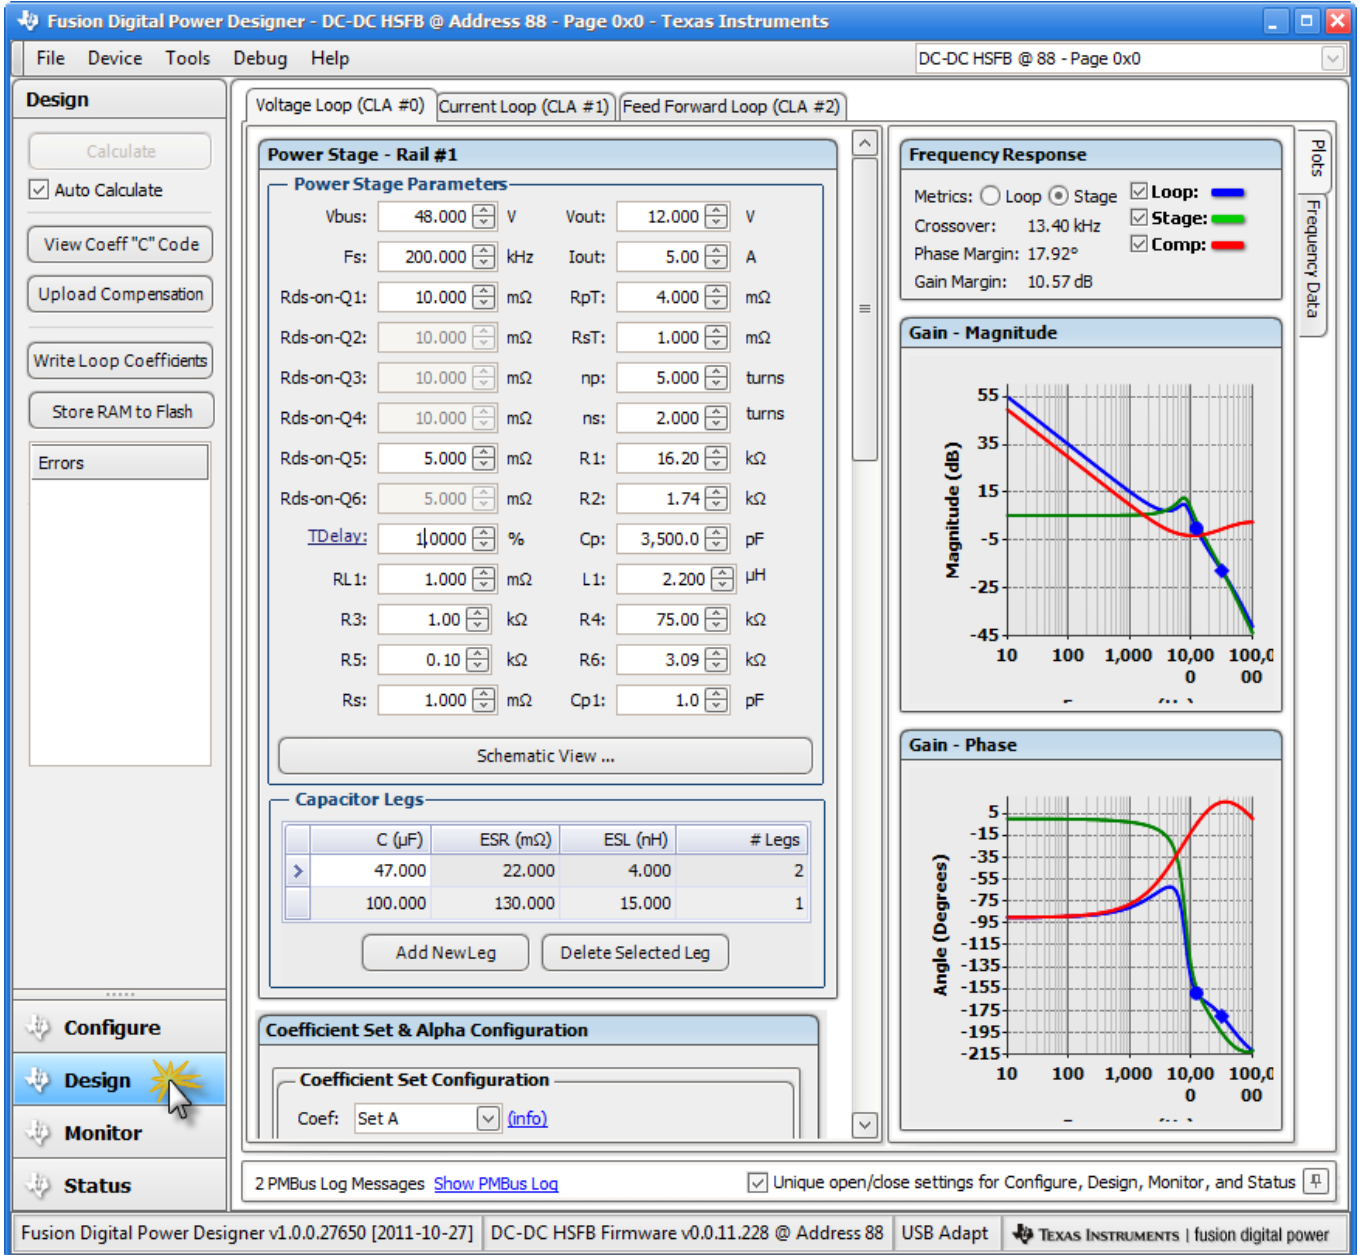 Fusion Digital Power Designer - DC-DC HSFB @ Address 88 - Page 0x0 - Texas Instruments
File Device Tools Debug Help
DC-DC HSFB @ 88 - Page 0x0
Design
Calculate
Auto Calculate
View Coeff "C" Code
Upload Compensation
Write Loop Coefficients
Store RAM to Flash
Errors
Configure
Design
Monitor
Status
Voltage Loop (CLA #0) Current Loop (CLA #1) Feed Forward Loop (CLA #2)
Power Stage - Rail #1
Power Stage Parameters
Vbus: 48.000 V Vout: 12.000 V
Fs: 200.000 kHz Iout: 5.00 A
Rds-on-Q1: 10.000 mΩ RpT: 4.000 mΩ
Rds-on-Q2: 10.000 mΩ RsT: 1.000 mΩ
Rds-on-Q3: 10.000 mΩ np: 5.000 turns
Rds-on-Q4: 10.000 mΩ ns: 2.000 turns
Rds-on-Q5: 5.000 mΩ R1: 16.20 kΩ
Rds-on-Q6: 5.000 mΩ R2: 1.74 kΩ
TDelay: 1.0000 % Cp: 3,500.0 pF
RL1: 1.000 mΩ L1: 2.200 µH
R3: 1.00 kΩ R4: 75.00 kΩ
R5: 0.10 kΩ R6: 3.09 kΩ
Rs: 1.000 mΩ Cp1: 1.0 pF
Schematic View ...
Capacitor Legs
C (µF) ESR (mΩ) ESL (nH) # Legs
47.000 22.000 4.000 2
100.000 130.000 15.000 1
Add New Leg Delete Selected Leg
Coefficient Set & Alpha Configuration
Coefficient Set Configuration
Coef: Set A (info)
Frequency Response
Metrics: Loop Stage
Crossover: 13.40 kHz
Phase Margin: 17.92°
Gain Margin: 10.57 dB
Loop:
Stage:
Comp:
Plots
Frequency Data
Gain - Magnitude
Magnitude (dB)
55
35
15
-5
-25
-45
10 100 1,000 10,00 100,0
0 00
Gain - Phase
Angle (Degrees)
5
-15
-35
-55
-75
-95
-115
-135
-155
-175
-195
-215
10 100 1,000 10,00 100,0
0 00
2 PMBus Log Messages Show PMBus Log
Unique open/close settings for Configure, Design, Monitor, and Status
Fusion Digital Power Designer v1.0.0.27650 [2011-10-27] DC-DC HSFB Firmware v0.0.11.228 @ Address 88 USB Adapt TEXAS INSTRUMENTS | fusion digital power